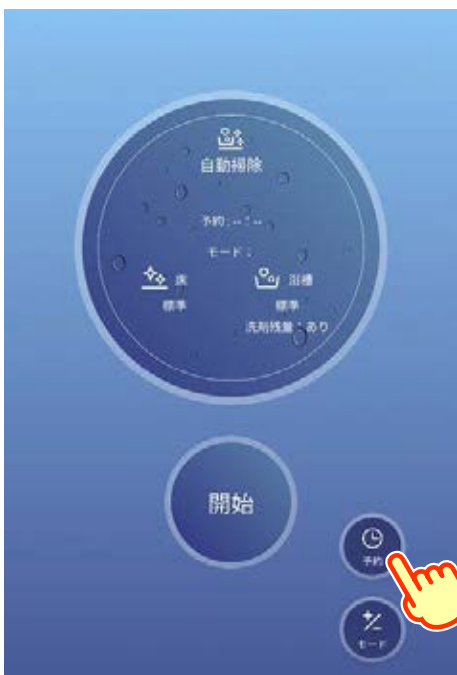 自動掃除
予約:--:--
モード:
床
標準
浴槽
標準
洗剤残量:あり
開始
予約
モード